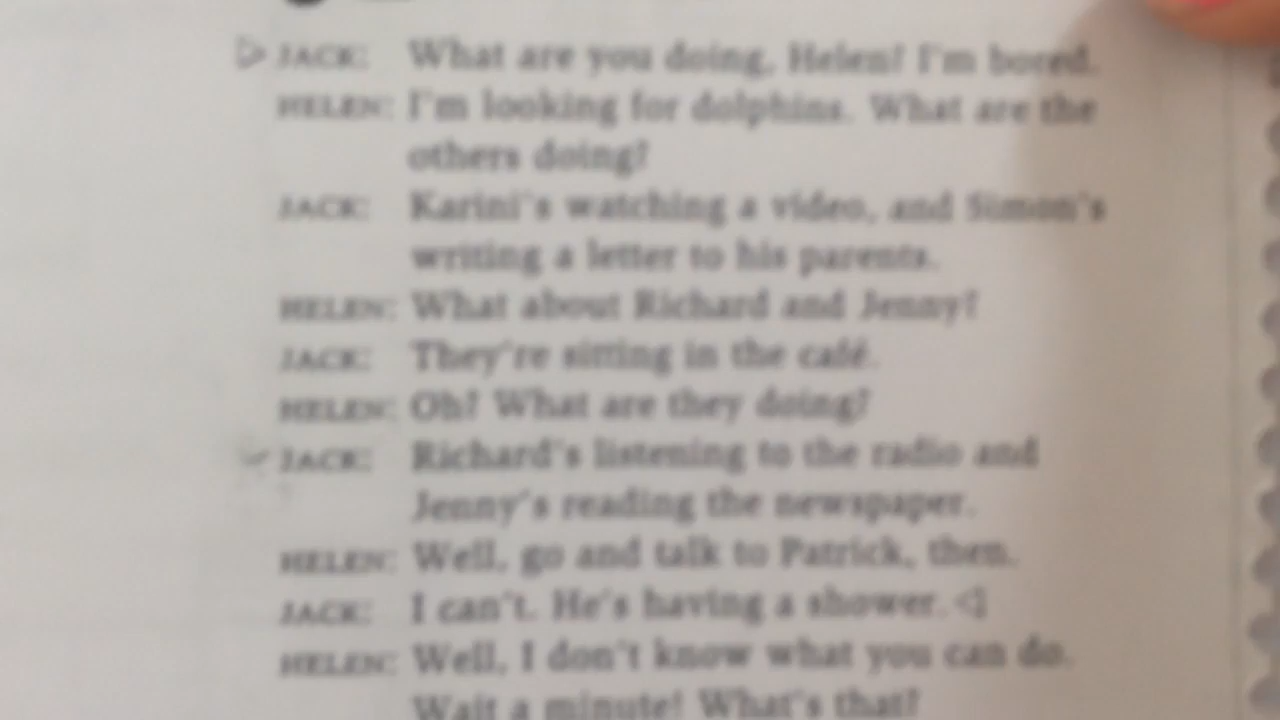 JACK: What are you doing, Helen? I'm bored.
HELEN: I'm looking for dolphins. What are the
others doing?
JACK: Karini's watching a video, and Simon's
writing a letter to his parents.
HELEN: What about Richard and Jenny?
JACK: They're sitting in the café.
HELEN: Oh? What are they doing?
JACK: Richard's listening to the radio and
Jenny's reading the newspaper.
HELEN: Well, go and talk to Patrick, then.
JACK: I can't. He's having a shower.
HELEN: Well, I don't know what you can do.
Wait a minute! What's that?